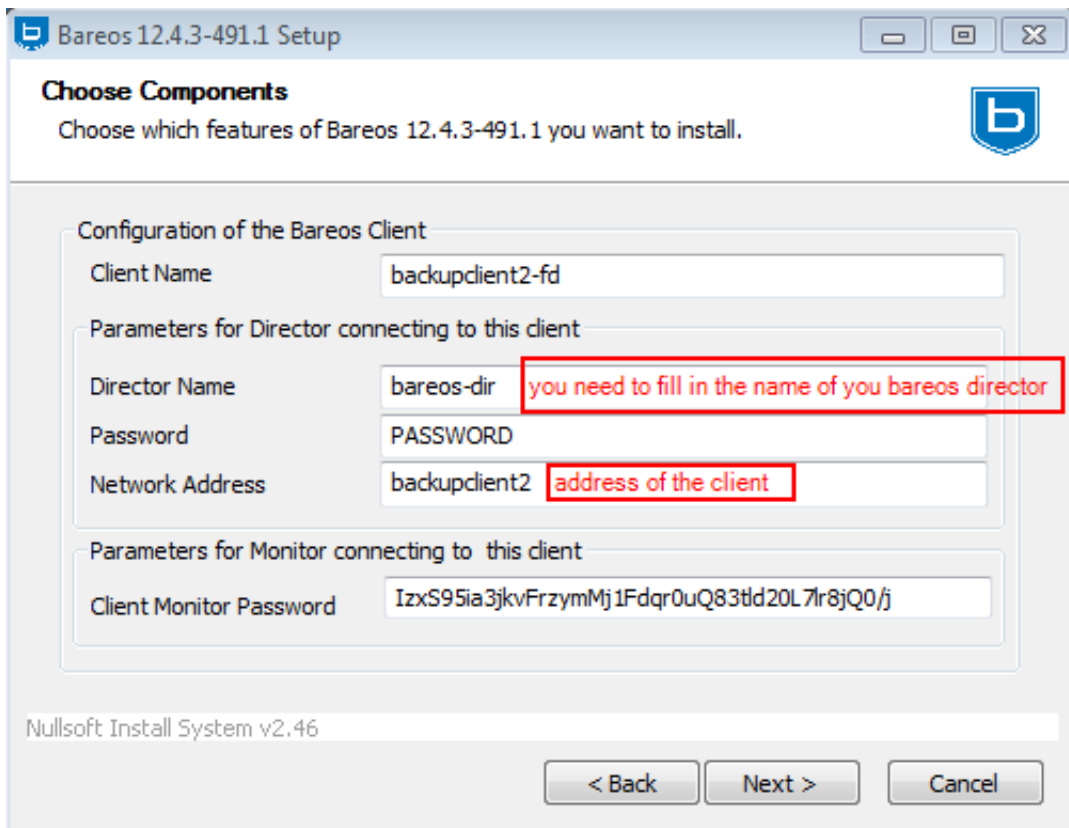 Bareos 12.4.3-491.1 Setup
Choose Components
Choose which features of Bareos 12.4.3-491.1 you want to install.
Configuration of the Bareos Client
Client Name backupclient2-fd
Parameters for Director connecting to this client
Director Name bareos-dir you need to fill in the name of you bareos director
Password PASSWORD
Network Address backupclient2 address of the client
Parameters for Monitor connecting to this client
Client Monitor Password IzxS95ia3jkvFrzymMj1Fdqr0uQ83tld20L7lr8jQ0/j
Nullsoft Install System v2.46
< Back Next > Cancel